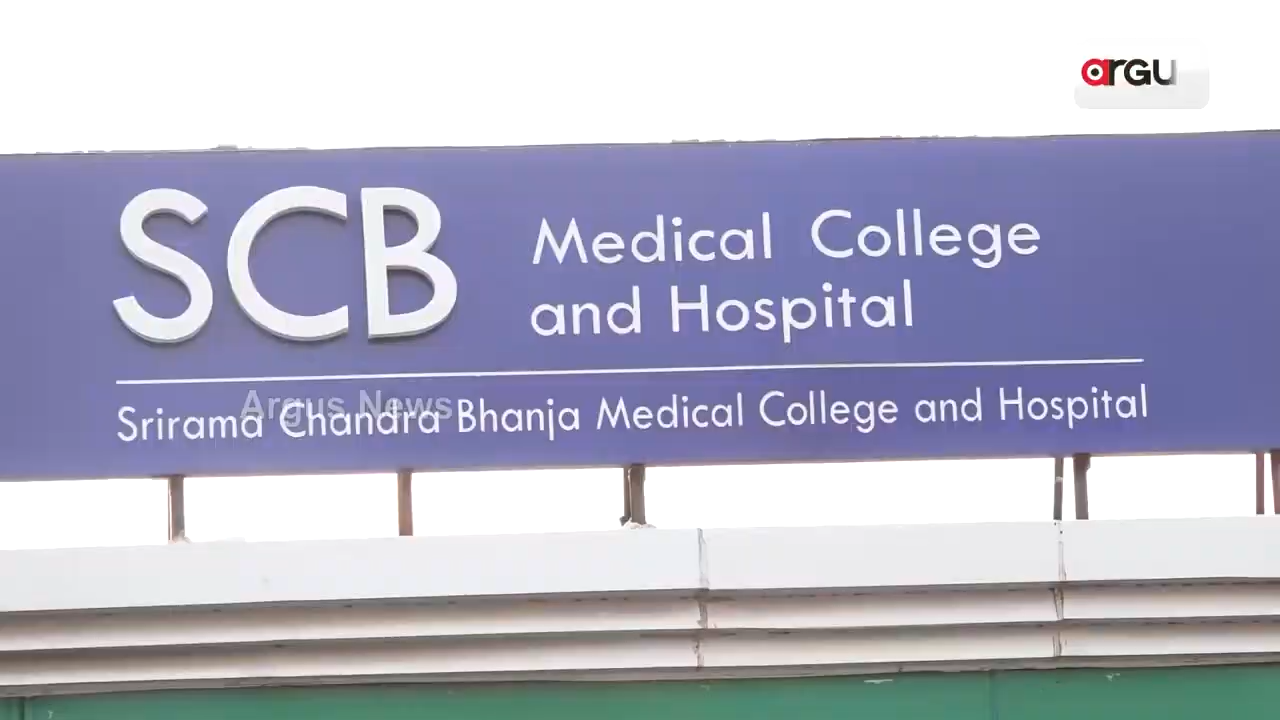 argu
SCB
Medical College
and Hospital
Argus News
Srirama Chandra Bhanja Medical College and Hospital